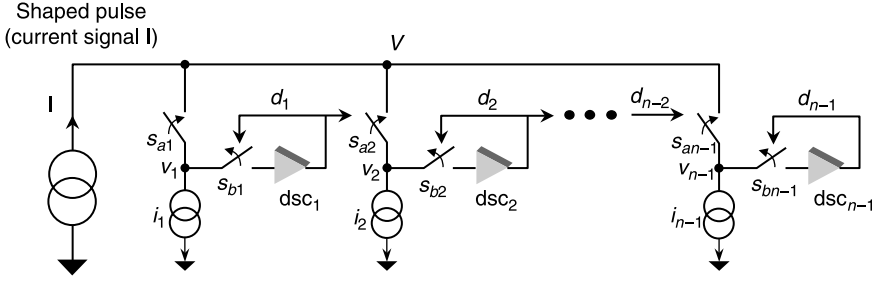 Shaped pulse
(current signal I)
V
I
d1
d2
dn–2
dn–1
sa1
sa2
san–1
v1
v2
vn–1
sb1
sb2
sbn–1
dsc1
dsc2
dscn–1
i1
i2
in–1